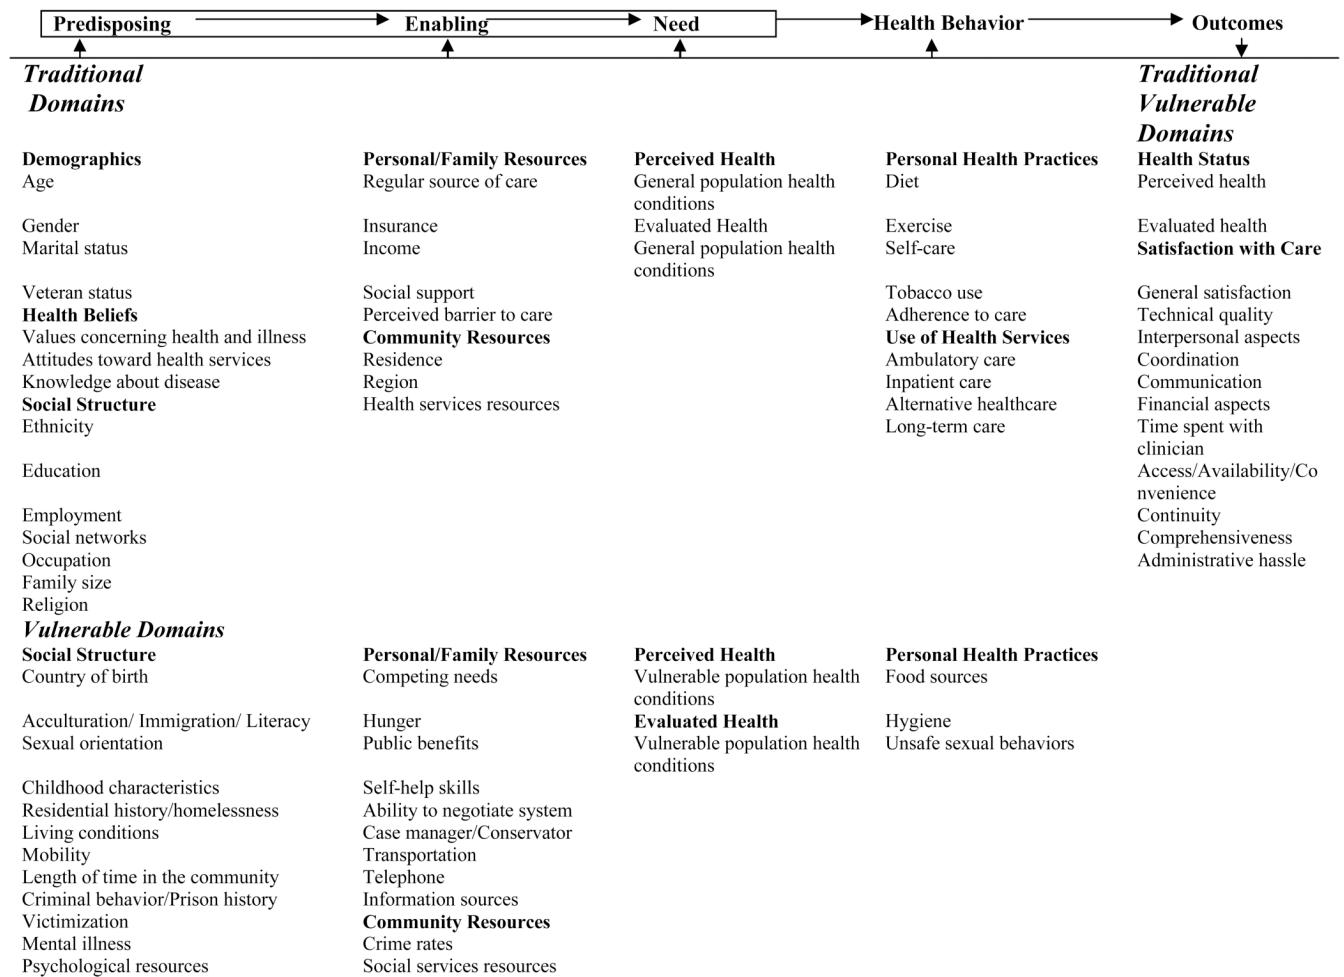 Predisposing Enabling Need Health Behavior Outcomes
Traditional Domains Traditional
Vulnerable
Domains
Demographics Personal/Family Resources Perceived Health Personal Health Practices Health Status
Age Regular source of care General population health Diet Perceived health
conditions
Gender Insurance Evaluated Health Exercise Evaluated health
Marital status Income General population health Self-care Satisfaction with Care
conditions
Veteran status Social support Tobacco use General satisfaction
Health Beliefs Perceived barrier to care Adherence to care Technical quality
Values concerning health and illness Community Resources Use of Health Services Interpersonal aspects
Attitudes toward health services Residence Ambulatory care Coordination
Knowledge about disease Region Inpatient care Communication
Social Structure Health services resources Alternative healthcare Financial aspects
Ethnicity Long-term care Time spent with
clinician
Education Access/Availability/Co
nvenience
Employment Continuity
Social networks Comprehensiveness
Occupation Administrative hassle
Family size
Religion
Vulnerable Domains
Social Structure Personal/Family Resources Perceived Health Personal Health Practices
Country of birth Competing needs Vulnerable population health Food sources
conditions
Acculturation/ Immigration/ Literacy Hunger Evaluated Health Hygiene
Sexual orientation Public benefits Vulnerable population health Unsafe sexual behaviors
conditions
Childhood characteristics Self-help skills
Residential history/homelessness Ability to negotiate system
Living conditions Case manager/Conservator
Mobility Transportation
Length of time in the community Telephone
Criminal behavior/Prison history Information sources
Victimization Community Resources
Mental illness Crime rates
Psychological resources Social services resources